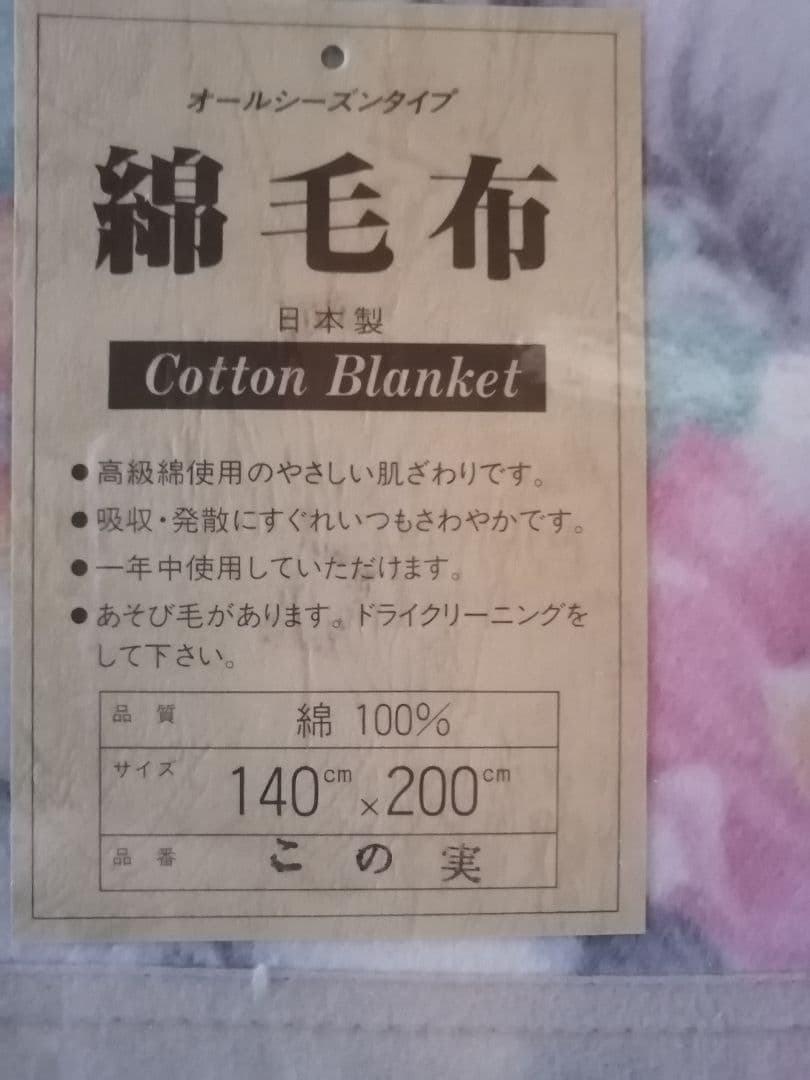 オールシーズンタイプ
綿毛布
日本製
Cotton Blanket
●高級綿使用のやさしい肌ざわりです。
●吸収・発散にすぐれいつもさわやかです。
●一年中使用していただけます。
●あそび毛があります。ドライクリーニングを
して下さい。
品質 綿 100%
サイズ 140cm×200cm
品番 この実